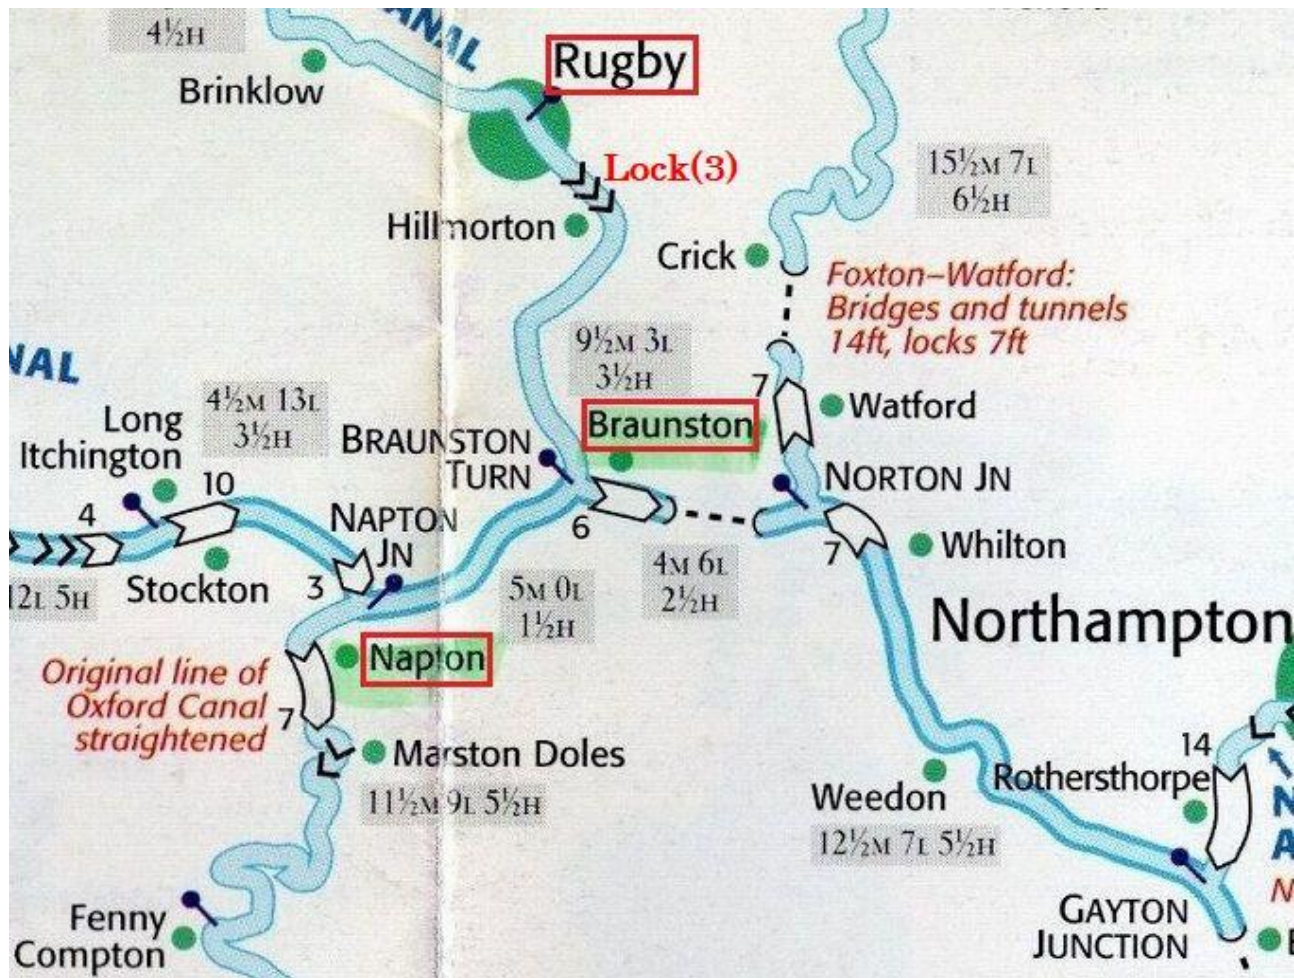 4½H
ANAL
Brinklow
Rugby
Lock(3)
15½M 7L
6½H
Hillmorton
Crick
Foxton–Watford:
Bridges and tunnels
14ft, locks 7ft
NAL
9½M 3L
3½H
7
Watford
Long
Itchington
4½M 13L
3½H
Braunston
BRAUNSTON
TURN
NORTON JN
10
4
NAPTON
JN
6
7
Whilton
12L 5H
Stockton
3
5M 0L
1½H
4M 6L
2½H
Northampton
Original line of
Oxford Canal
straightened
Napton
7
Marston Doles
11½M 9L 5½H
14
Rothersthorpe
Weedon
12½M 7L 5½H
N
A
N
Fenny
Compton
GAYTON
JUNCTION